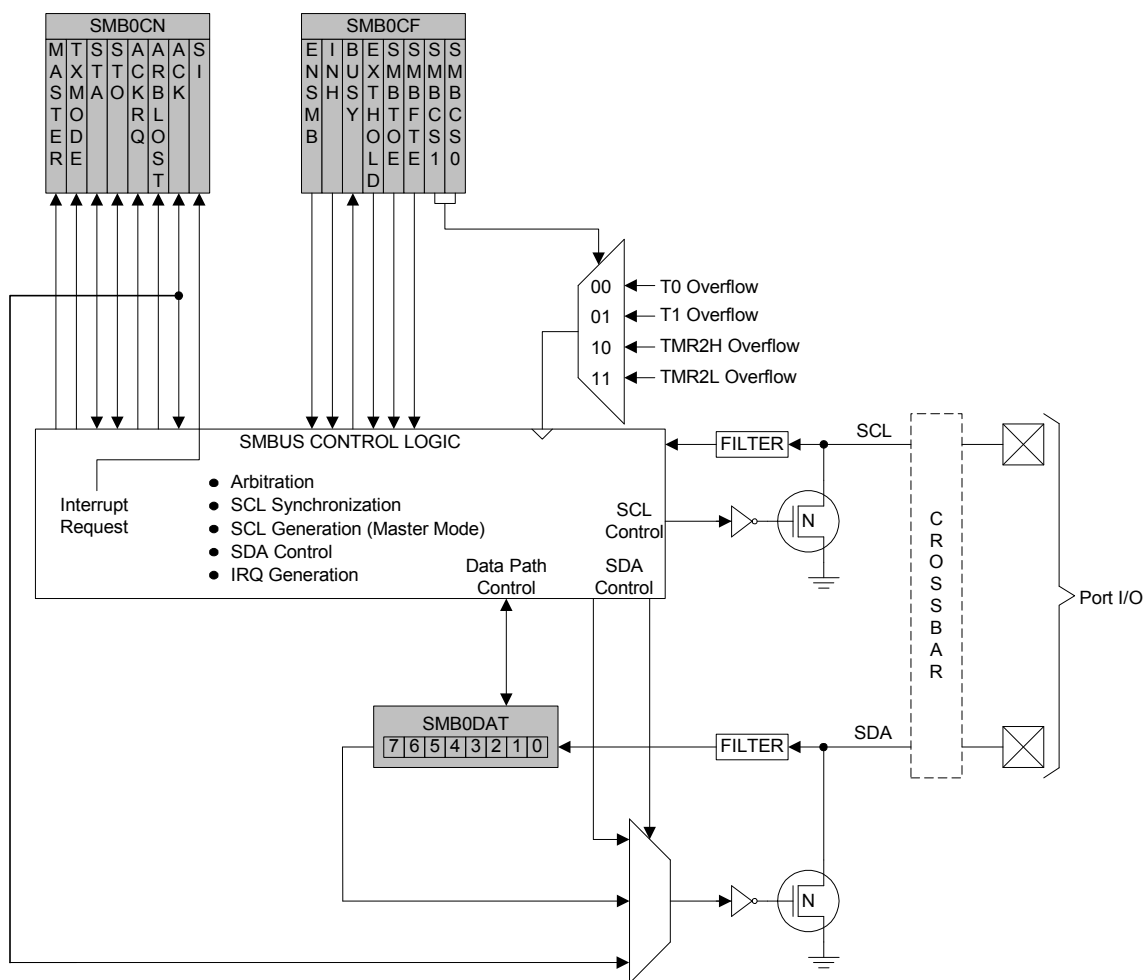 SMB0CN
MASTER
TXMODE
STA
STO
ACKRQ
ARBLOST
ACK
SI
SMB0CF
ENSMB
INH
BUSY
EXTHOLD
SMBTOE
SMBFTE
SMBCS1
SMBCS0
00
T0 Overflow
01
T1 Overflow
10
TMR2H Overflow
11
TMR2L Overflow
SMBUS CONTROL LOGIC
Interrupt
Request
● Arbitration
● SCL Synchronization
● SCL Generation (Master Mode)
● SDA Control
● IRQ Generation
Data Path
Control
SCL
Control
SDA
Control
FILTER
SCL
N
CROSSBAR
Port I/O
SMB0DAT
7 6 5 4 3 2 1 0
FILTER
SDA
N